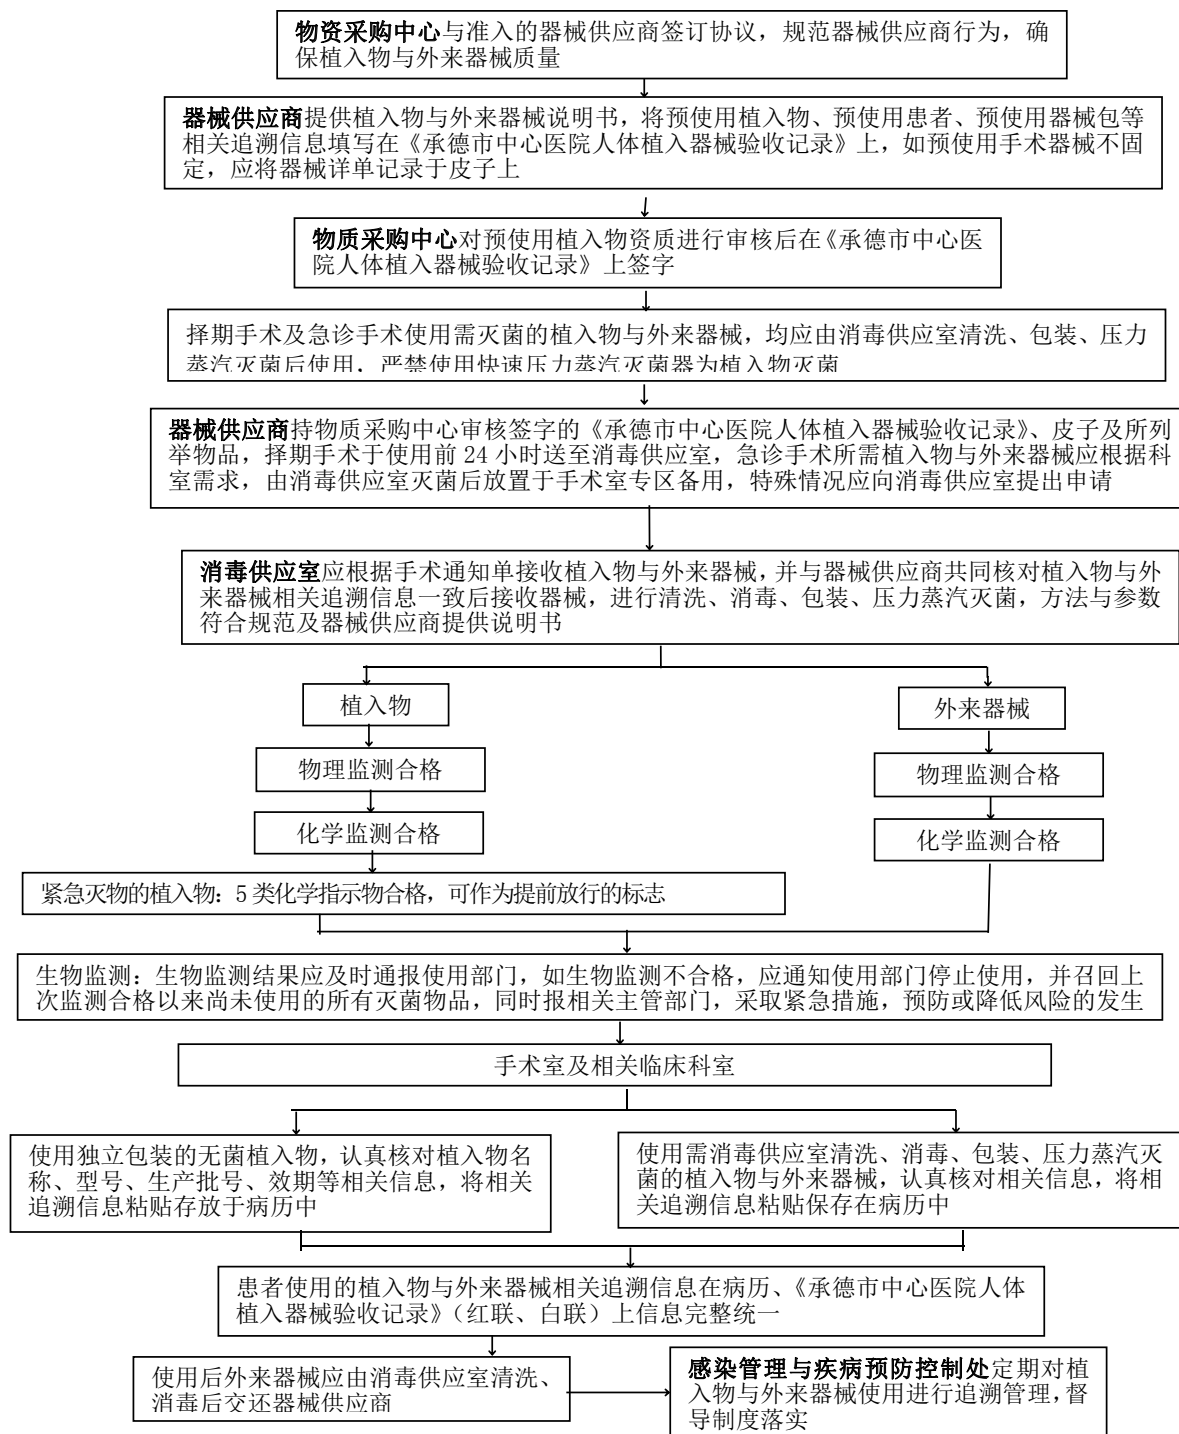 物资采购中心与准入的器械供应商签订协议，规范器械供应商行为，确
保植入物与外来器械质量
器械供应商提供植入物与外来器械说明书，将预使用植入物、预使用患者、预使用器械包等
相关追溯信息填写在《承德市中心医院人体植入器械验收记录》上，如预使用手术器械不固
定，应将器械详单记录于皮子上
物质采购中心对预使用植入物资质进行审核后在《承德市中心医
院人体植入器械验收记录》上签字
择期手术及急诊手术使用需灭菌的植入物与外来器械，均应由消毒供应室清洗、包装、压力
蒸汽灭菌后使用，严禁使用快速压力蒸汽灭菌器为植入物灭菌
器械供应商持物质采购中心审核签字的《承德市中心医院人体植入器械验收记录》、皮子及所列
举物品，择期手术于使用前 24 小时送至消毒供应室，急诊手术所需植入物与外来器械应根据科
室需求，由消毒供应室灭菌后放置于手术室专区备用，特殊情况应向消毒供应室提出申请
消毒供应室应根据手术通知单接收植入物与外来器械，并与器械供应商共同核对植入物与外
来器械相关追溯信息一致后接收器械，进行清洗、消毒、包装、压力蒸汽灭菌，方法与参数
符合规范及器械供应商提供说明书
植入物
外来器械
物理监测合格
物理监测合格
化学监测合格
化学监测合格
紧急灭物的植入物：5 类化学指示物合格，可作为提前放行的标志
生物监测：生物监测结果应及时通报使用部门，如生物监测不合格，应通知使用部门停止使用，并召回上
次监测合格以来尚未使用的所有灭菌物品，同时报相关主管部门，采取紧急措施，预防或降低风险的发生
手术室及相关临床科室
使用独立包装的无菌植入物，认真核对植入物名
称、型号、生产批号、效期等相关信息，将相关
追溯信息粘贴存放于病历中
使用需消毒供应室清洗、消毒、包装、压力蒸汽灭
菌的植入物与外来器械，认真核对相关信息，将相
关追溯信息粘贴保存在病历中
患者使用的植入物与外来器械相关追溯信息在病历、《承德市中心医院人体
植入器械验收记录》（红联、白联）上信息完整统一
使用后外来器械应由消毒供应室清洗、
消毒后交还器械供应商
感染管理与疾病预防控制处定期对植
入物与外来器械使用进行追溯管理，督
导制度落实